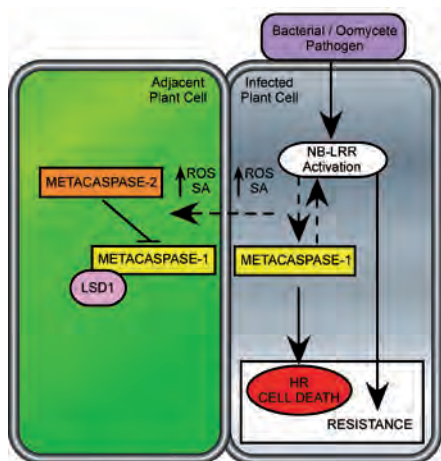 Bacterial / Oomycete
Pathogen
Adjacent
Plant Cell
Infected
Plant Cell
NB-LRR
Activation
METACASPASE-2
ROS
SA
ROS
SA
METACASPASE-1
LSD1
METACASPASE-1
HR
CELL DEATH
RESISTANCE